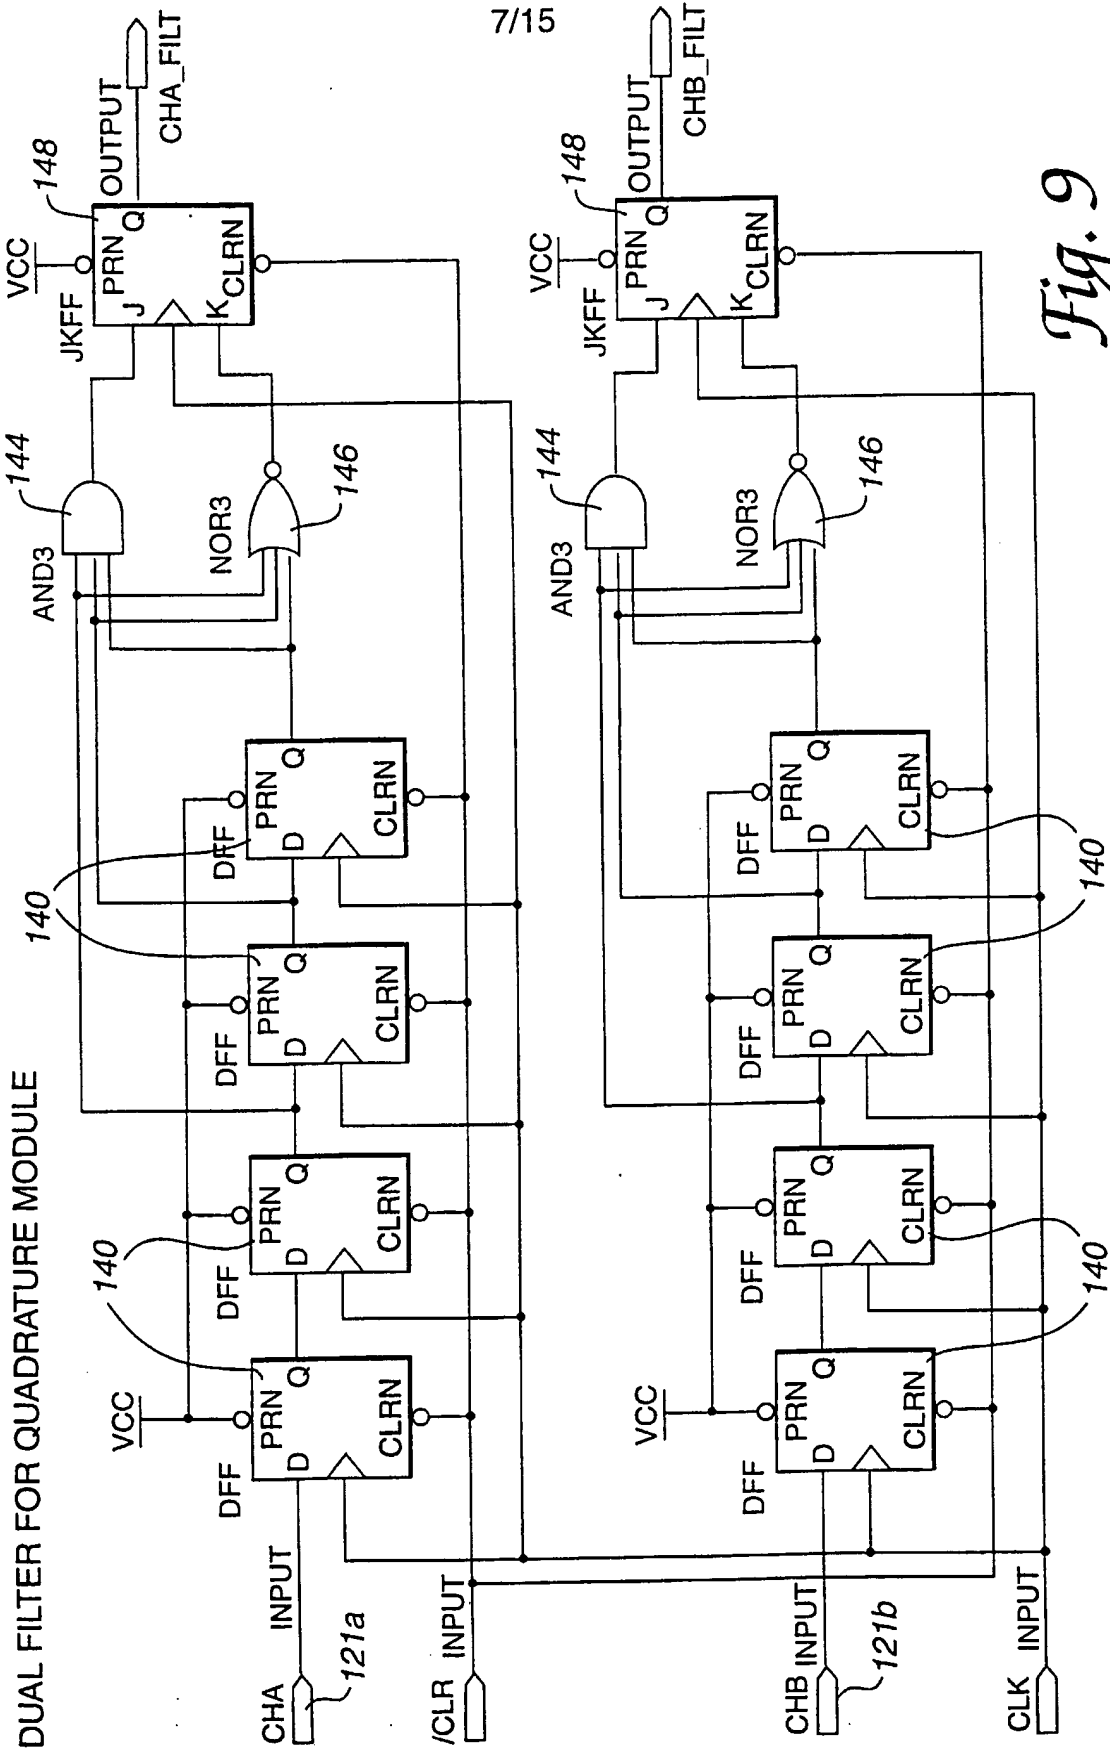 7/15
DUAL FILTER FOR QUADRATURE MODULE
CHA
INPUT
121a
/CLR
INPUT
VCC
140
DFF
PRN
D
Q
CLRN
DFF
PRN
D
Q
CLRN
140
DFF
PRN
D
Q
CLRN
DFF
PRN
D
Q
CLRN
AND3
144
NOR3
146
VCC
JKFF
148
PRN
J
Q
K
CLRN
OUTPUT
CHA_FILT
CHB
INPUT
121b
CLK
INPUT
VCC
DFF
PRN
D
Q
CLRN
DFF
PRN
D
Q
CLRN
140
DFF
PRN
D
Q
CLRN
DFF
PRN
D
Q
CLRN
140
AND3
144
NOR3
146
VCC
JKFF
148
PRN
J
Q
K
CLRN
OUTPUT
CHB_FILT
Fig. 9